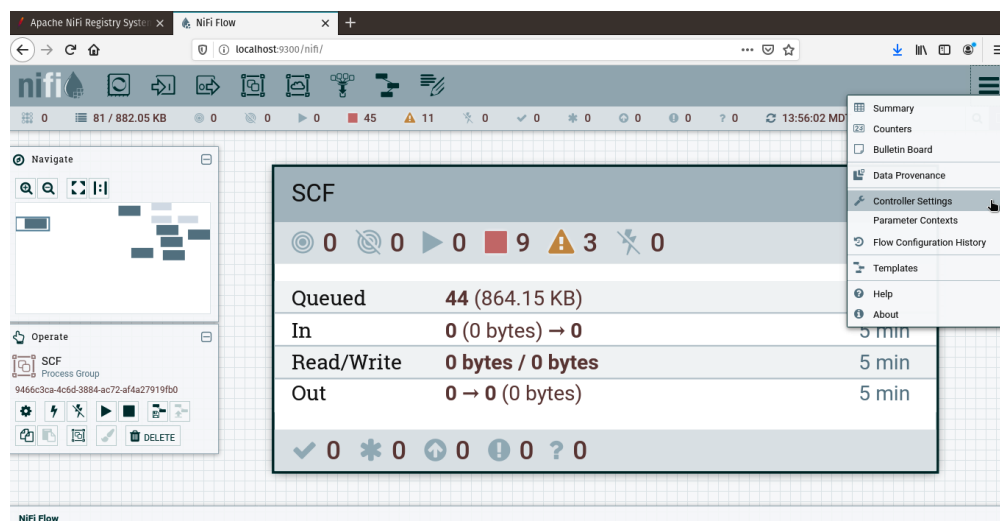 Apache NiFi Registry System
NiFi Flow
localhost:9300/nifi/
nifi
0
81 / 882.05 KB
0
0
0
45
11
0
0
0
0
0
0
13:56:02 MD
Summary
Counters
Bulletin Board
Data Provenance
Controller Settings
Parameter Contexts
Flow Configuration History
Templates
Help
About
Navigate
Operate
SCF
Process Group
9466c3ca-4c6d-3884-ac72-af4a27919fb0
DELETE
SCF
0 0 0 9 3 0
Queued 44 (864.15 KB)
In 0 (0 bytes) → 0 5 min
Read/Write 0 bytes / 0 bytes 5 min
Out 0 → 0 (0 bytes) 5 min
0 0 0 0 ? 0
NiFi Flow